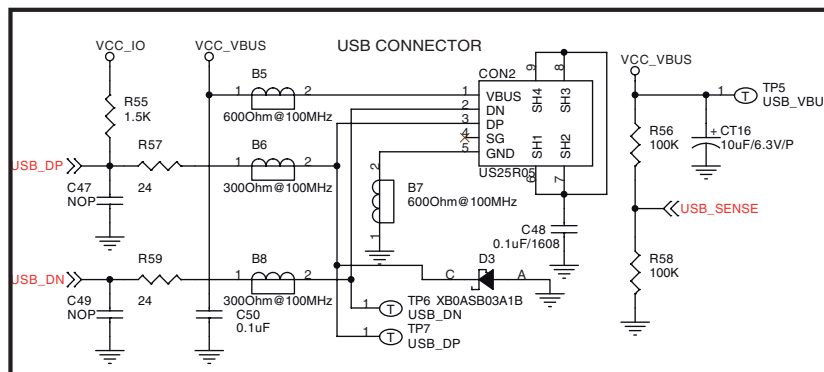 USB CONNECTOR
VCC_IO
VCC_VBUS
VCC_VBUS
CON2
B5
1 2
600Ohm@100MHz
R55
1.5K
1 VBUS
2 DN
3 DP
4 SG
5 GND
9 SH4
8 SH3
6 SH1
7 SH2
US25R05
TP5
1 T
USB_VBU
R56
100K
+ CT16
10uF/6.3V/P
R57
24
B6
1 2
300Ohm@100MHz
USB_DP
C47
NOP
2
B7
600Ohm@100MHz
1
C48
0.1uF/1608
USB_SENSE
R58
100K
USB_DN
R59
24
B8
1 2
300Ohm@100MHz
C49
NOP
C50
0.1uF
D3
C A
XB0ASB03A1B
TP6
1 T
USB_DN
TP7
1 T
USB_DP